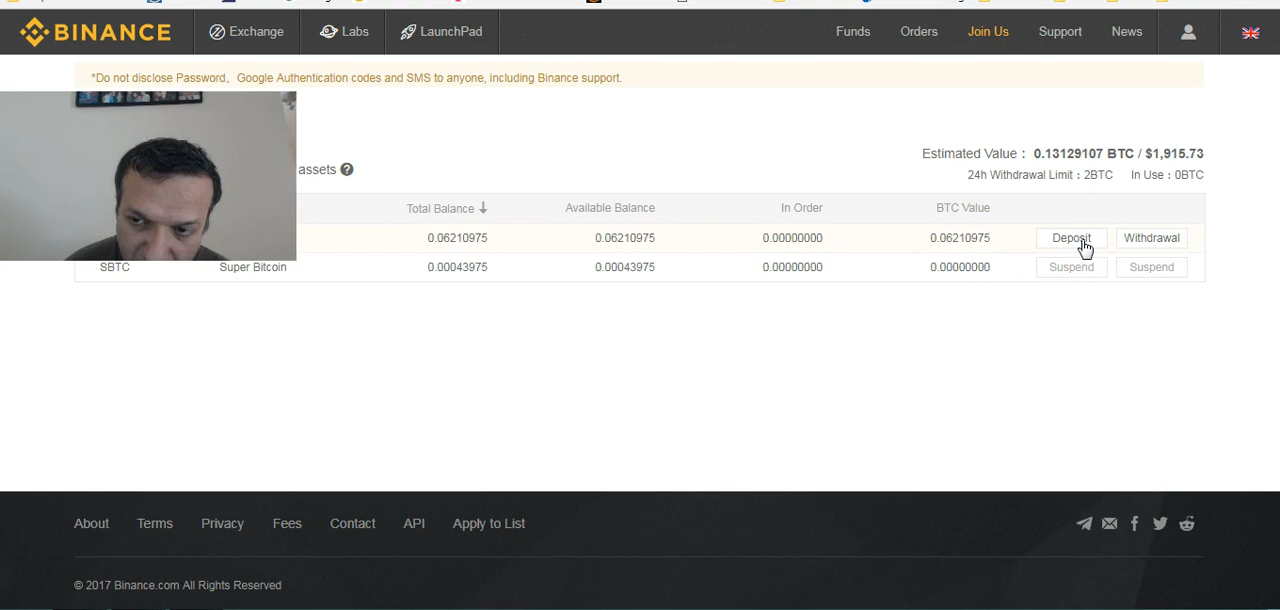 BINANCE
Exchange
Labs
LaunchPad
Funds
Orders
Join Us
Support
News
*Do not disclose Password、Google Authentication codes and SMS to anyone, including Binance support.
Estimated Value： 0.13129107 BTC / $1,915.73
assets ?
24h Withdrawal Limit：2BTC In Use：0BTC
Total Balance Available Balance In Order BTC Value
0.06210975 0.06210975 0.00000000 0.06210975 Deposit Withdrawal
SBTC Super Bitcoin 0.00043975 0.00043975 0.00000000 0.00000000 Suspend Suspend
About Terms Privacy Fees Contact API Apply to List
© 2017 Binance.com All Rights Reserved